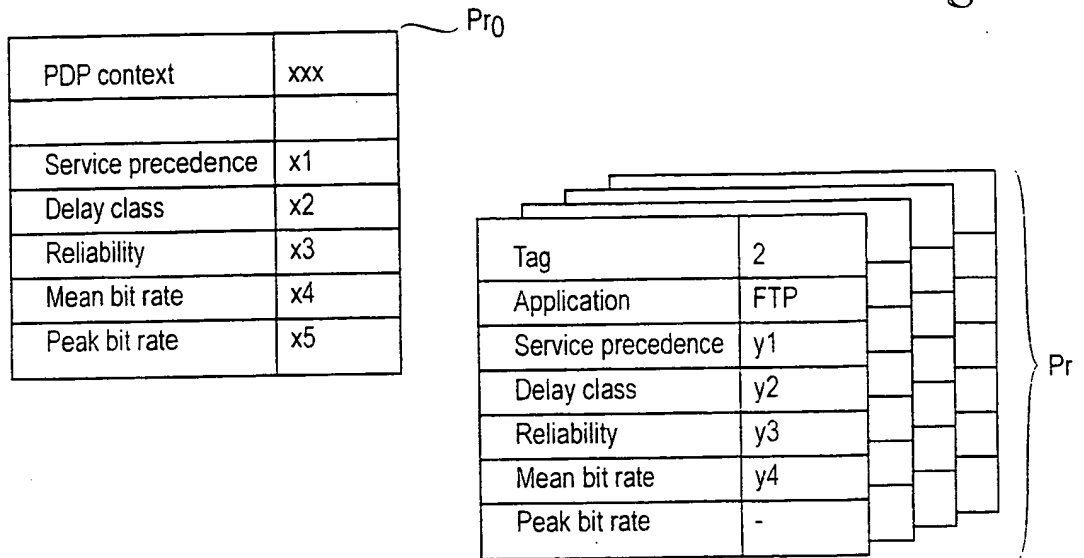 Pr0
PDP context xxx
Service precedence x1
Delay class x2
Reliability x3
Mean bit rate x4
Peak bit rate x5
Tag 2
Application FTP
Service precedence y1
Delay class y2
Reliability y3
Mean bit rate y4
Peak bit rate -
Pr